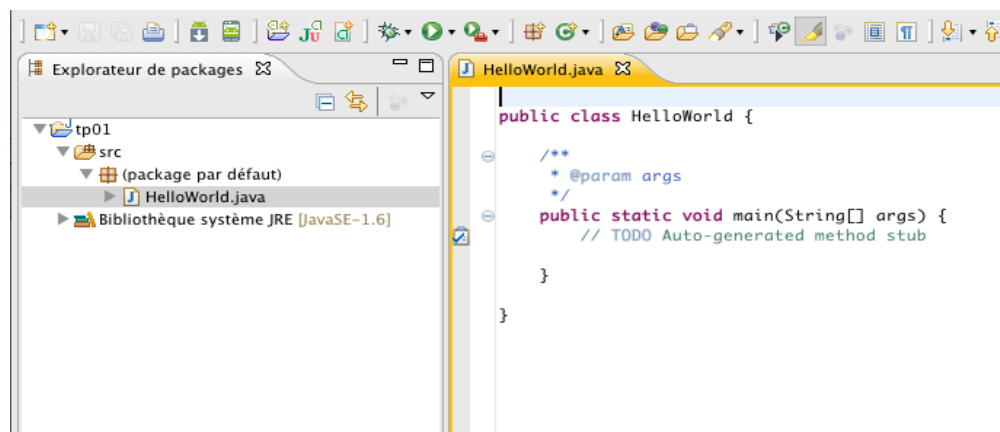 Explorateur de packages
tp01
src
(package par défaut)
HelloWorld.java
Bibliothèque système JRE [JavaSE-1.6]
HelloWorld.java
public class HelloWorld {
/**
* @param args
*/
public static void main(String[] args) {
// TODO Auto-generated method stub
}
}